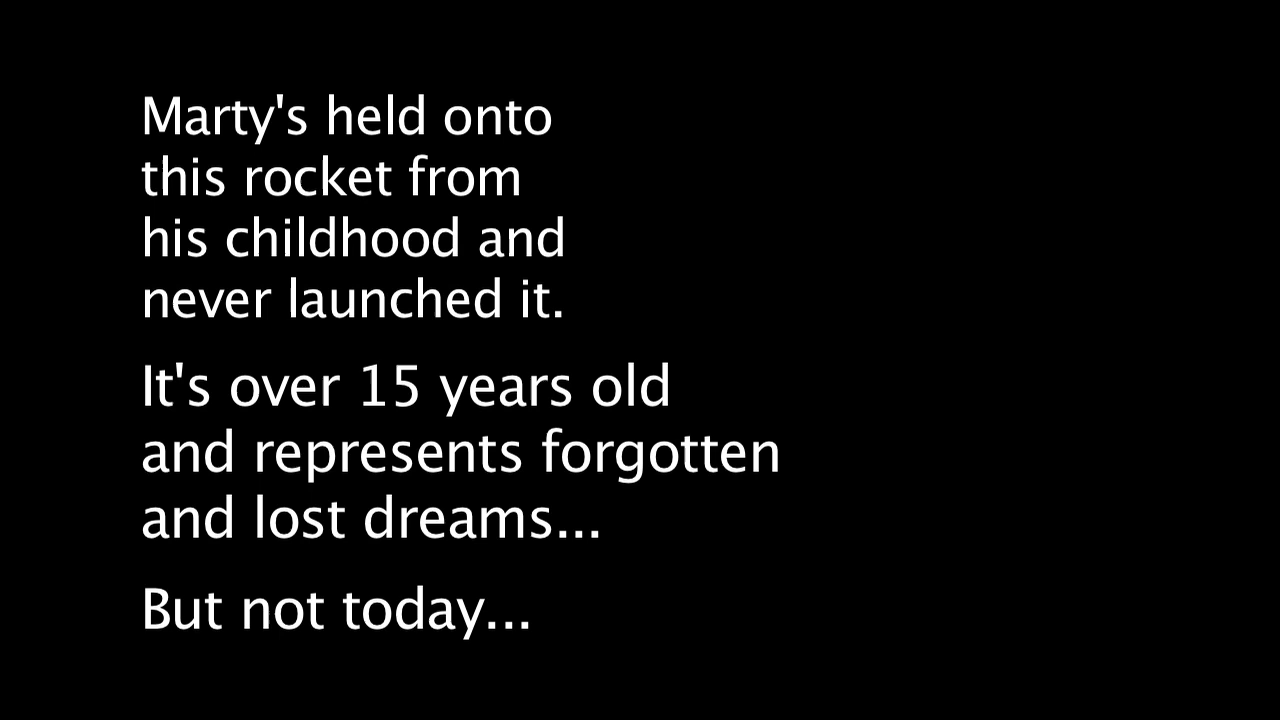 Marty's held onto
this rocket from
his childhood and
never launched it.
It's over 15 years old
and represents forgotten
and lost dreams...
But not today...